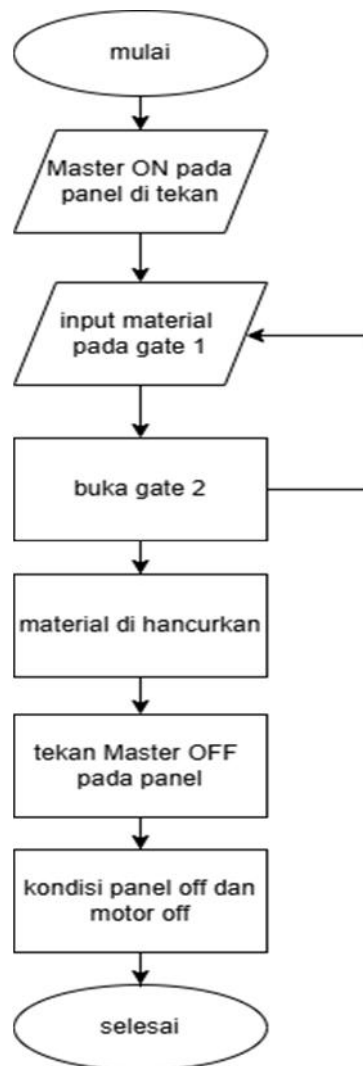 mulai
Master ON pada
panel di tekan
input material
pada gate 1
buka gate 2
material di hancurkan
tekan Master OFF
pada panel
kondisi panel off dan
motor off
selesai